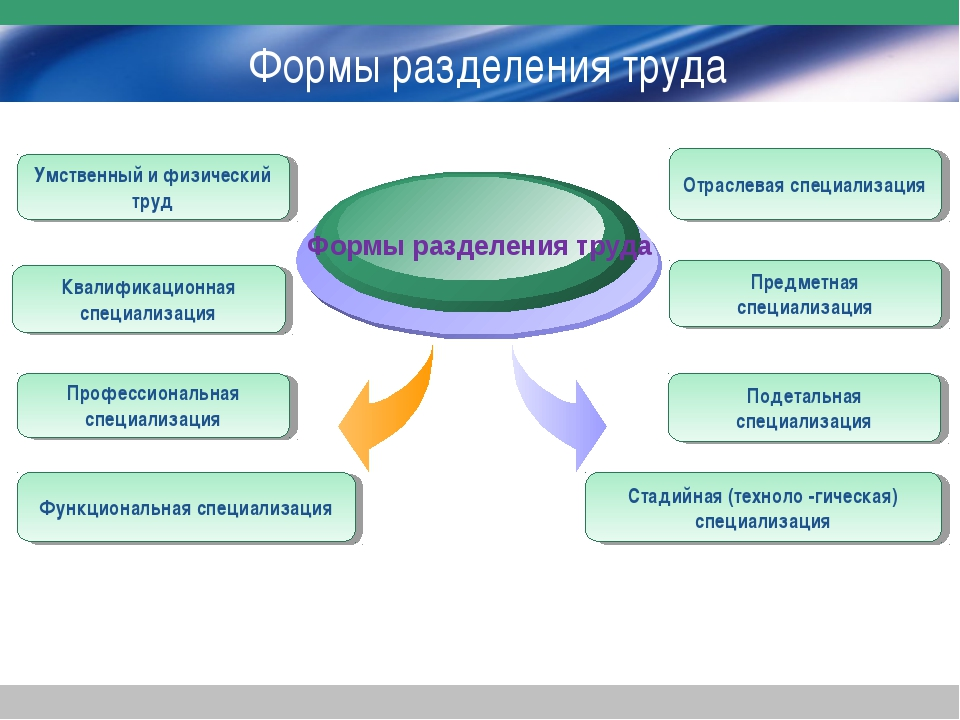 Формы разделения труда
Умственный и физический
труд
Квалификационная
специализация
Профессиональная
специализация
Функциональная специализация
Формы разделения труда
Отраслевая специализация
Предметная
специализация
Подетальная
специализация
Стадийная (техноло -гическая)
специализация